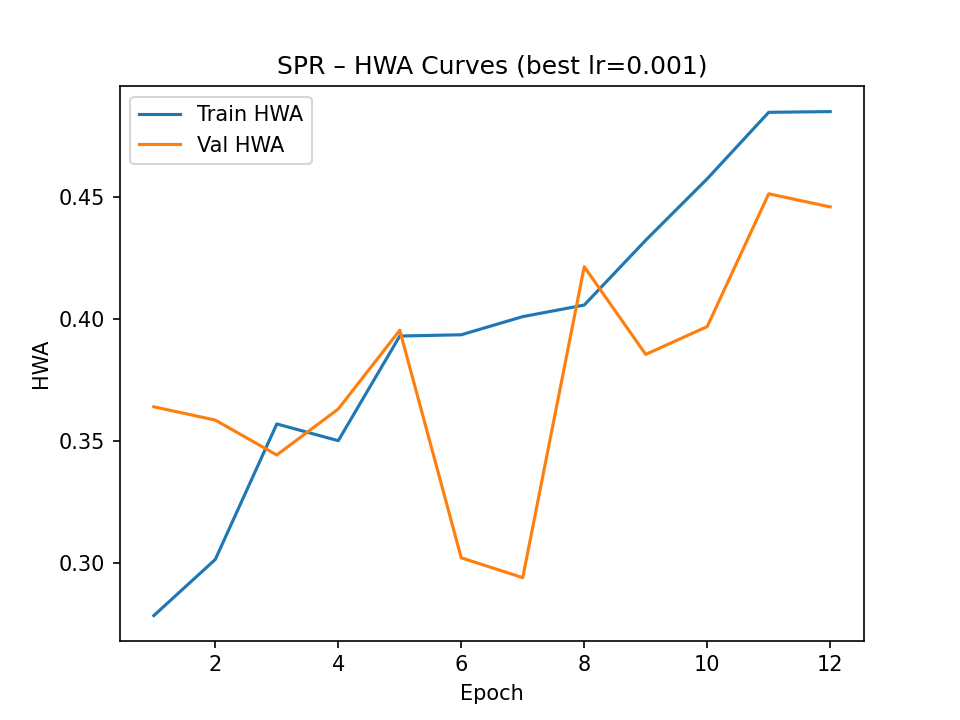 SPR – HWA Curves (best lr=0.001)
Train HWA
Val HWA
0.45
0.40
0.35
0.30
HWA
2
4
6
8
10
12
Epoch